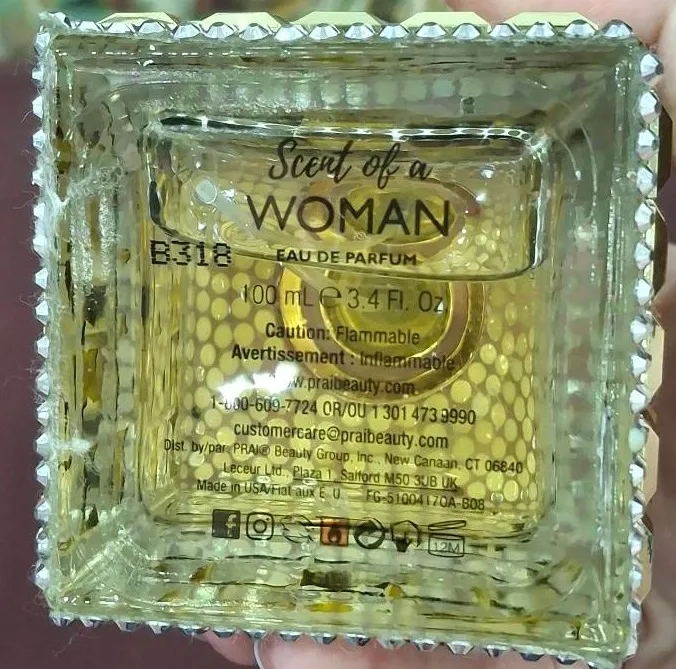 Scent of a
WOMAN
B318
EAU DE PARFUM
100 mL e 3.4 Fl. Oz
Caution: Flammable
Avertissement : Inflammable
www.praibeauty.com
1-800-609-7724 OR/OU 1 301 473 9990
customercare@praibeauty.com
Dist. by/par PRAI® Beauty Group, Inc., New Canaan, CT 06840
Leceur Ltd., Plaza 1, Salford M50 3UB UK
Made in USA/Fiat aux E.U. FG-51004170A-B08
12M